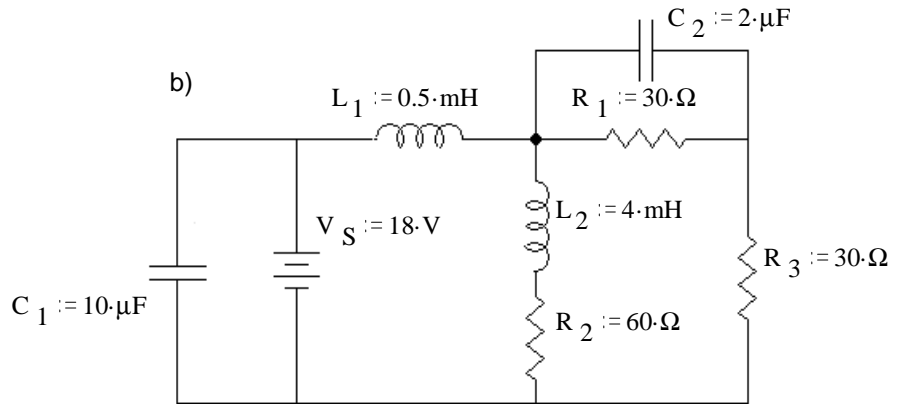 C 2 := 2·µF
b)
L 1 := 0.5·mH
R 1 := 30·Ω
V S := 18·V
L 2 := 4·mH
R 3 := 30·Ω
C 1 := 10·µF
R 2 := 60·Ω